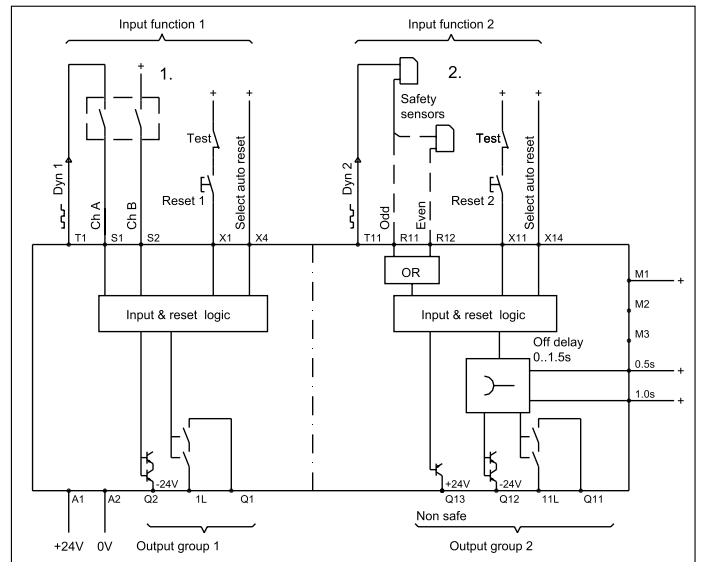 Input function 1
Input function 2
+
1.
+
+
2.
+
+
Safety
sensors
Test
Test
Dyn 1
Ch A
Ch B
Reset 1
Select auto reset
Dyn 2
Odd
Even
Reset 2
Select auto reset
T1
S1
S2
X1
X4
T11
R11
R12
X11
X14
OR
M1
+
Input & reset logic
Input & reset logic
M2
M3
Off delay
0..1.5s
0.5s
+
1.0s
+
-24V
+24V
-24V
A1
A2
Q2
1L
Q1
Q13
Q12
11L
Q11
Non safe
+24V
0V
Output group 1
Output group 2